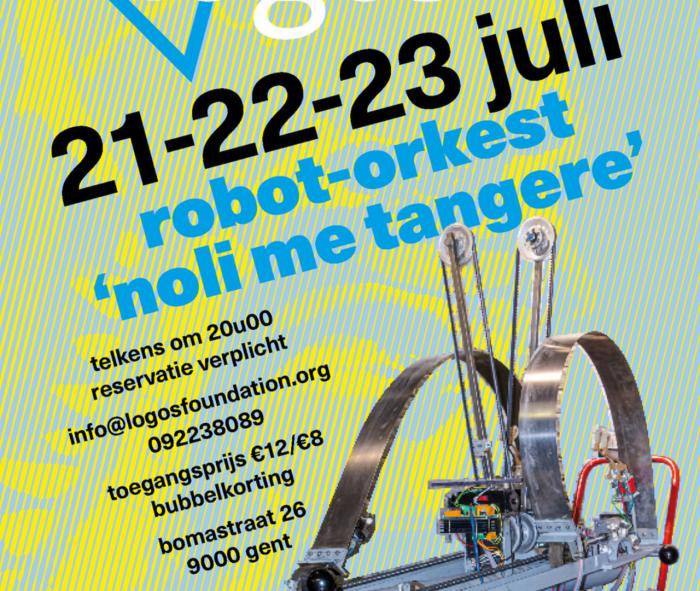 21-22-23 juli
robot-orkest
‘noli me tangere’
telkens om 20u00
reservatie verplicht
info@logosfoundation.org
092238089
toegangsprijs €12/€8
bubbelkorting
bomastraat 26
9000 gent